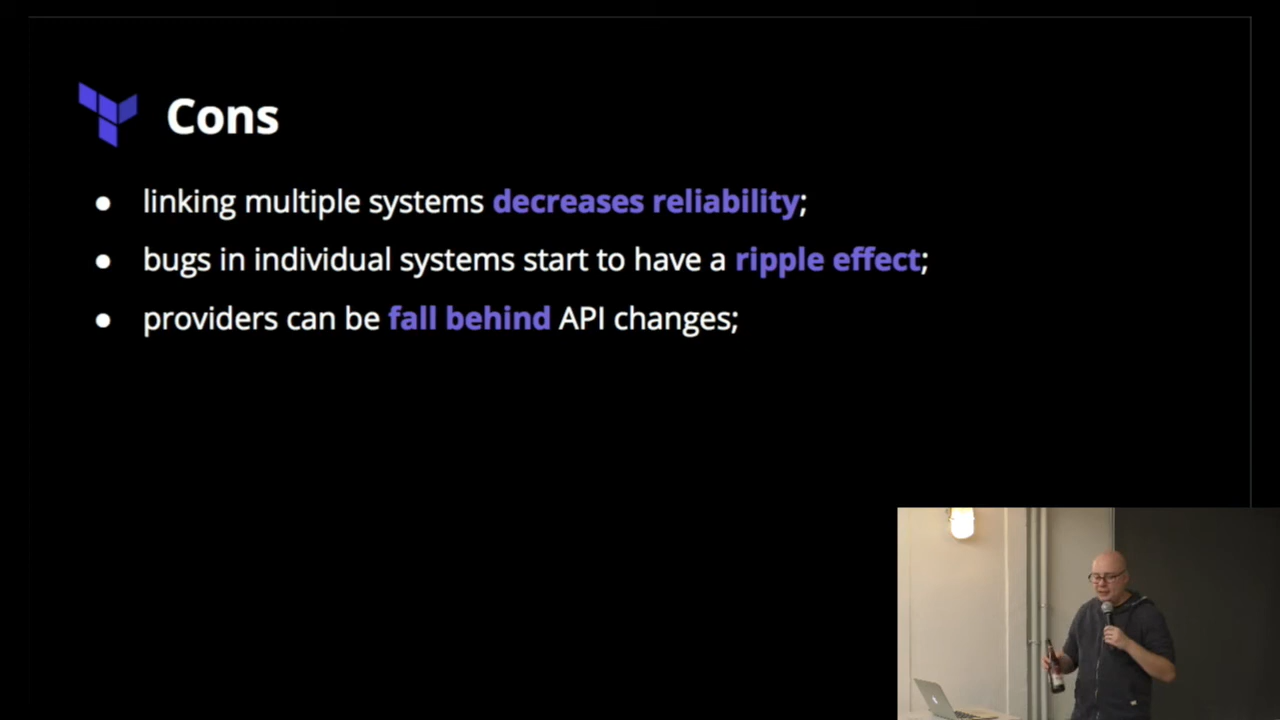 Cons
● linking multiple systems decreases reliability;
● bugs in individual systems start to have a ripple effect;
● providers can be fall behind API changes;